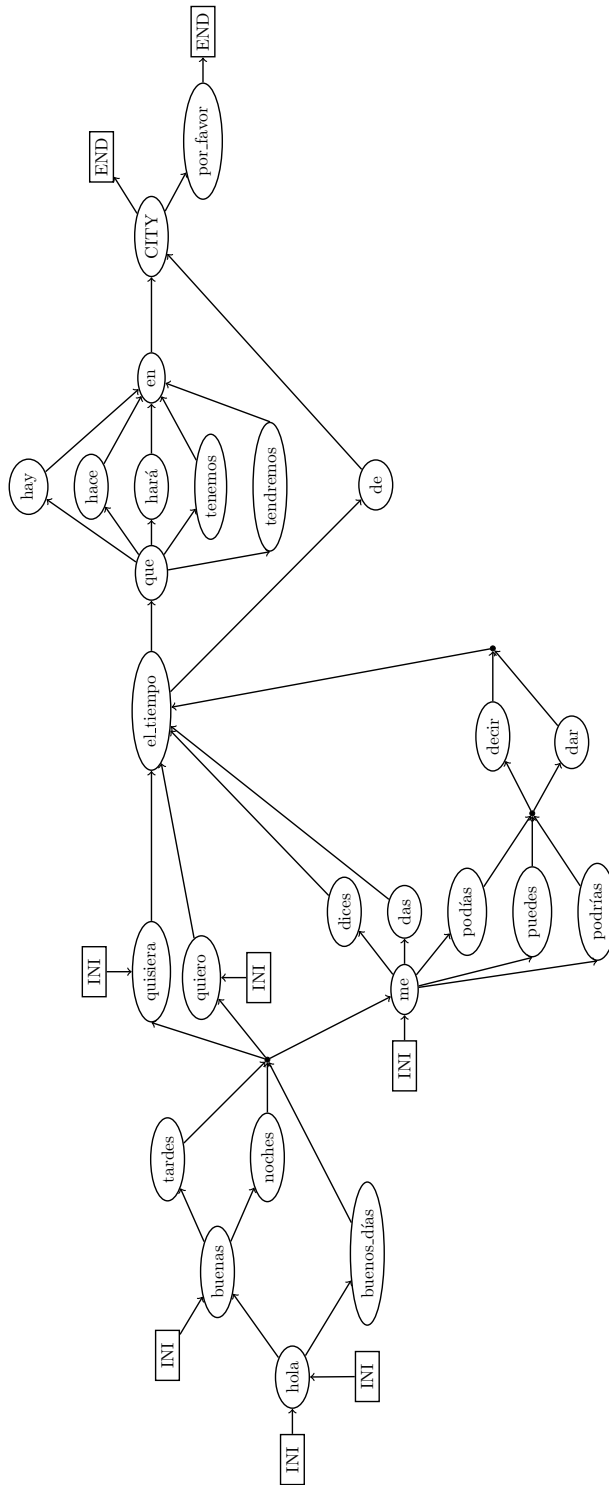 INI
INI
hola
INI
buenas
buenos_días
tardes
noches
INI
quisiera
quiero
INI
INI
me
dices
das
podías
puedes
podrías
decir
dar
el_tiempo
que
hay
hace
hará
tenemos
tendremos
de
en
CITY
END
por_favor
END